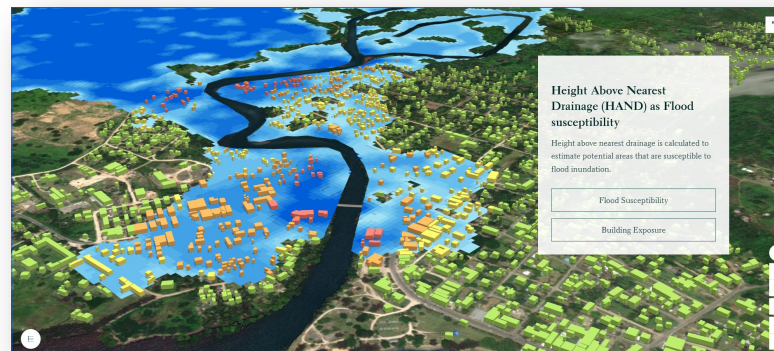 Height Above Nearest
Drainage (HAND) as Flood
susceptibility
Height above nearest drainage is calculated to
estimate potential areas that are susceptible to
flood inundation.
Flood Susceptibility
Building Exposure